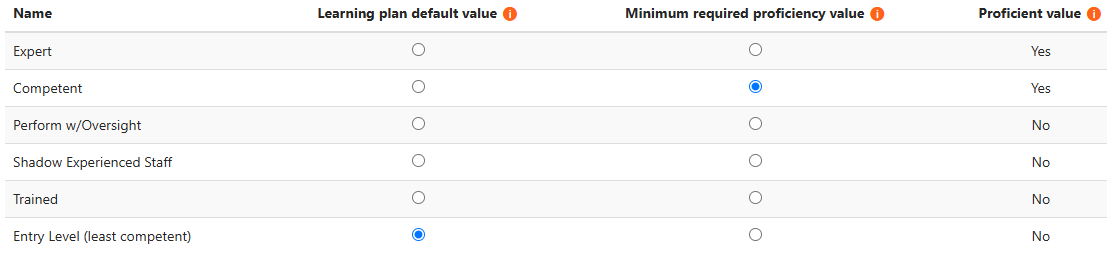 Name Learning plan default value i Minimum required proficiency value i Proficient value i
Expert Yes
Competent Yes
Perform w/Oversight No
Shadow Experienced Staff No
Trained No
Entry Level (least competent) No